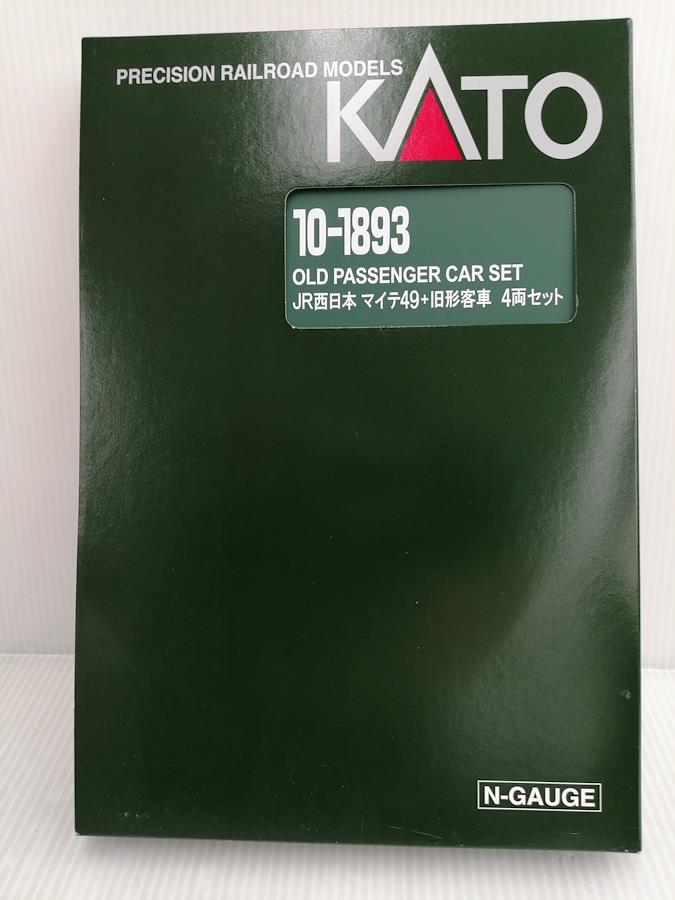 PRECISION RAILROAD MODELS
KATO
10-1893
OLD PASSENGER CAR SET
JR西日本 マイテ49+旧形客車 4両セット
N-GAUGE